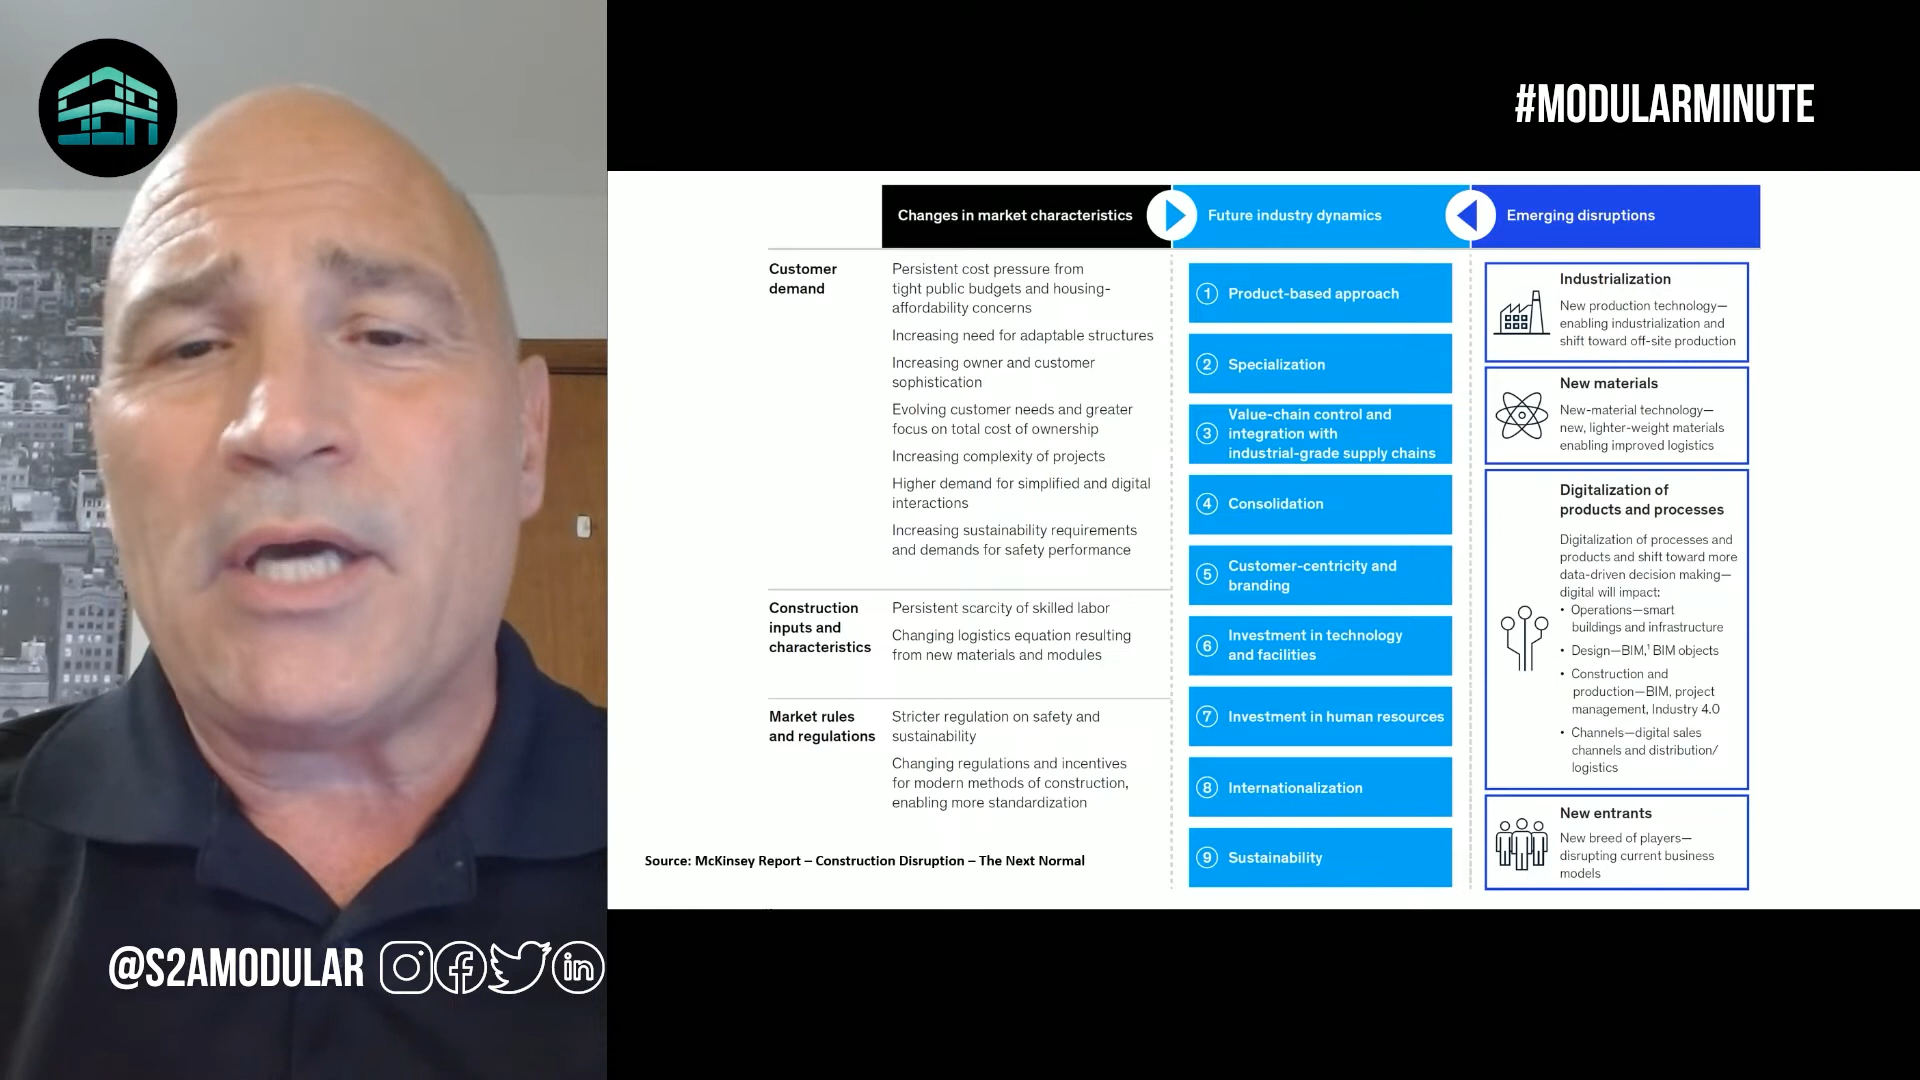 #MODULARMINUTE
Changes in market characteristics
Future industry dynamics
Emerging disruptions
Customer
demand
Persistent cost pressure from
tight public budgets and housing-
affordability concerns
Increasing need for adaptable structures
Increasing owner and customer
sophistication
Evolving customer needs and greater
focus on total cost of ownership
Increasing complexity of projects
Higher demand for simplified and digital
interactions
Increasing sustainability requirements
and demands for safety performance
Construction
inputs and
characteristics
Persistent scarcity of skilled labor
Changing logistics equation resulting
from new materials and modules
Market rules
and regulations
Stricter regulation on safety and
sustainability
Changing regulations and incentives
for modern methods of construction,
enabling more standardization
1 Product-based approach
2 Specialization
3 Value-chain control and
integration with
industrial-grade supply chains
4 Consolidation
5 Customer-centricity and
branding
6 Investment in technology
and facilities
7 Investment in human resources
8 Internationalization
9 Sustainability
Industrialization
New production technology—
enabling industrialization and
shift toward off-site production
New materials
New-material technology—
new, lighter-weight materials
enabling improved logistics
Digitalization of
products and processes
Digitalization of processes and
products and shift toward more
data-driven decision making—
digital will impact:
• Operations—smart
buildings and infrastructure
• Design—BIM,¹ BIM objects
• Construction and
production—BIM, project
management, Industry 4.0
• Channels—digital sales
channels and distribution/
logistics
New entrants
New breed of players—
disrupting current business
models
Source: McKinsey Report – Construction Disruption – The Next Normal
@S2AMODULAR
in